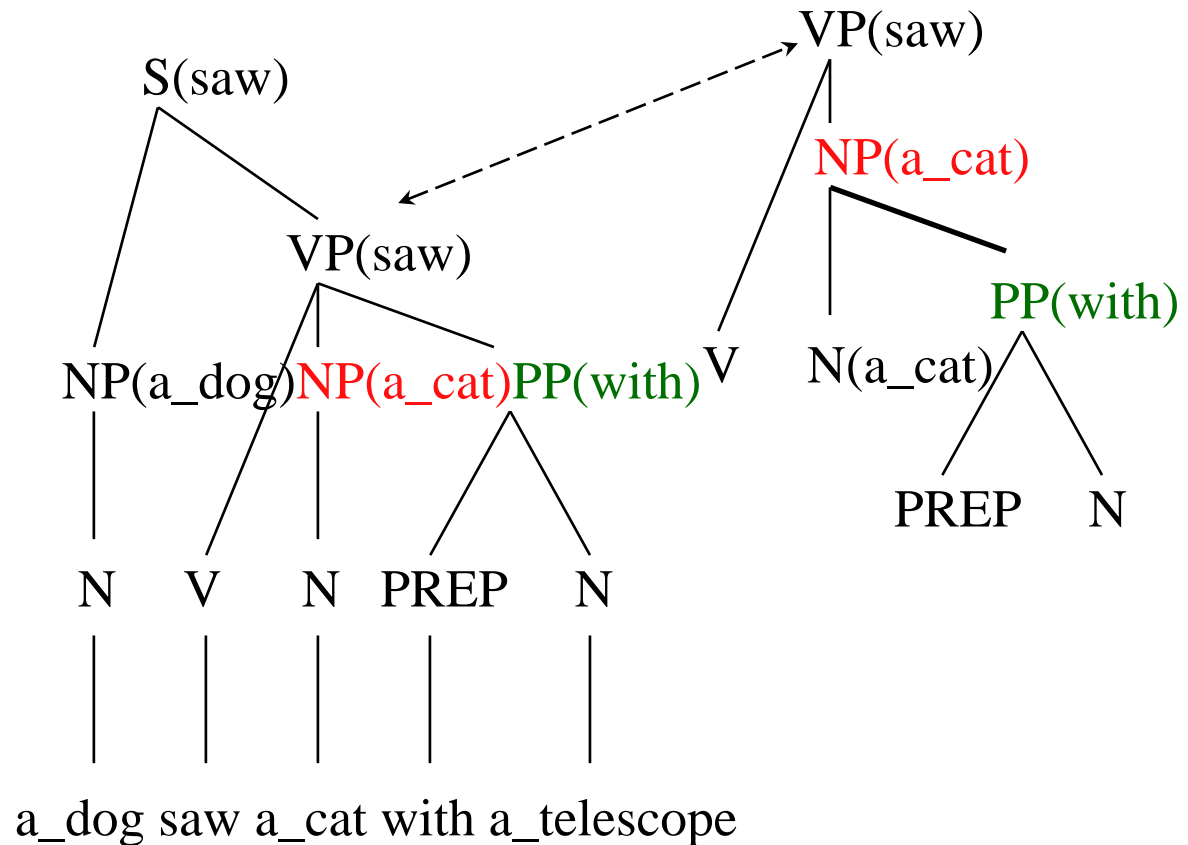 VP(saw)
S(saw)
NP(a_cat)
VP(saw)
PP(with)
NP(a_dog) NP(a_cat) PP(with) V N(a_cat)
PREP N
N V N PREP N
a_dog saw a_cat with a_telescope